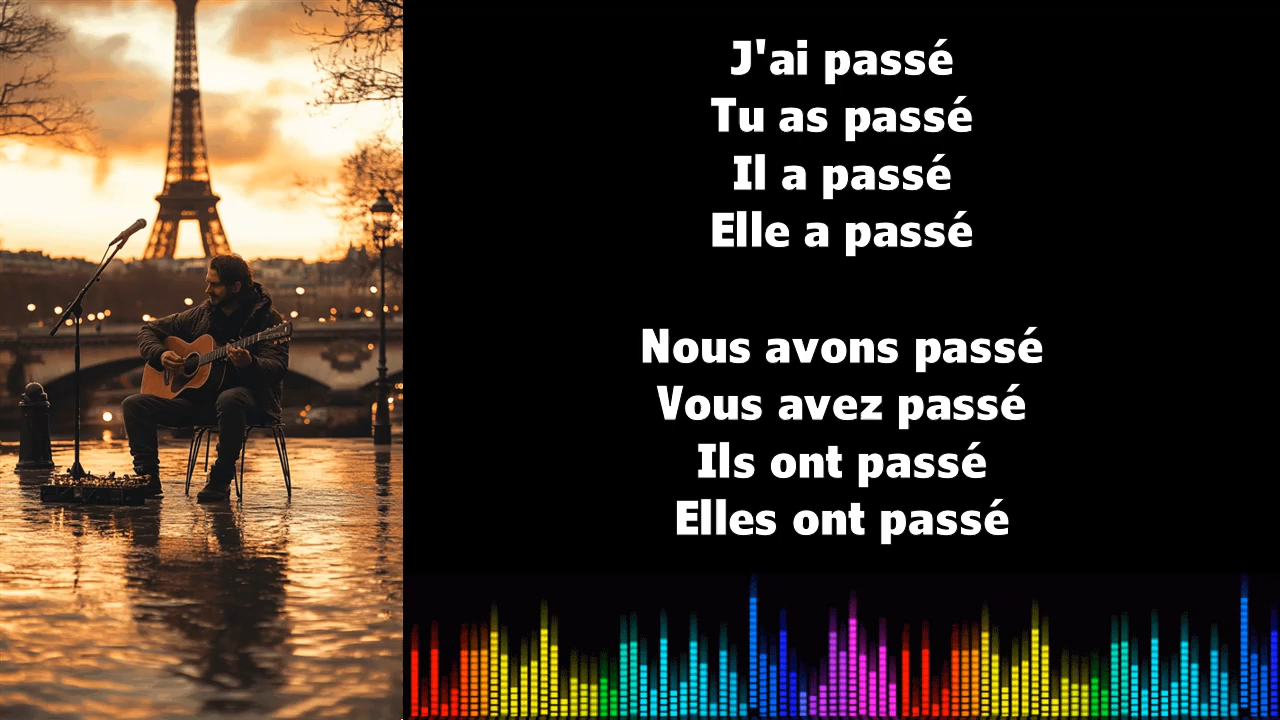 J'ai passé
Tu as passé
Il a passé
Elle a passé
Nous avons passé
Vous avez passé
Ils ont passé
Elles ont passé